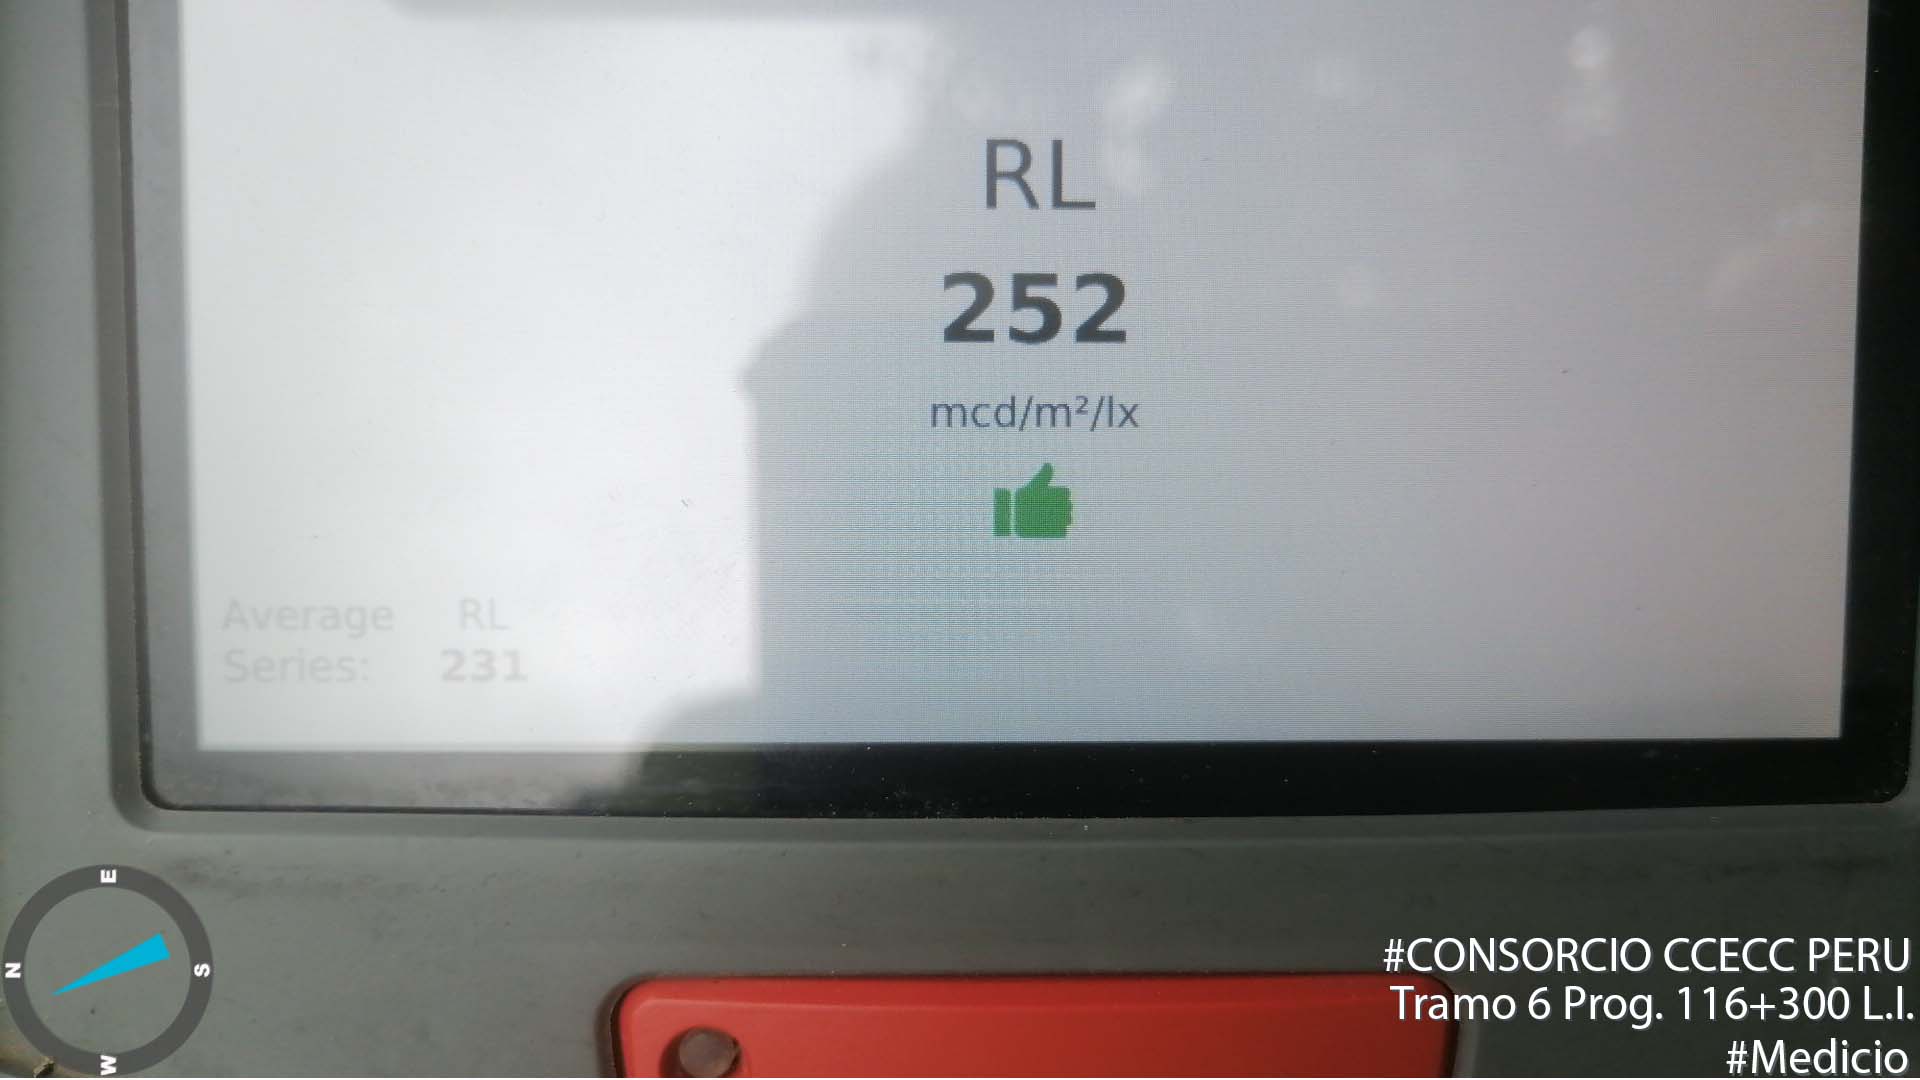 RL
252
mcd/m²/lx
Average RL
Series: 231
E
N
S
W
#CONSORCIO CCECC PERU
Tramo 6 Prog. 116+300 L.I.
#Medicio